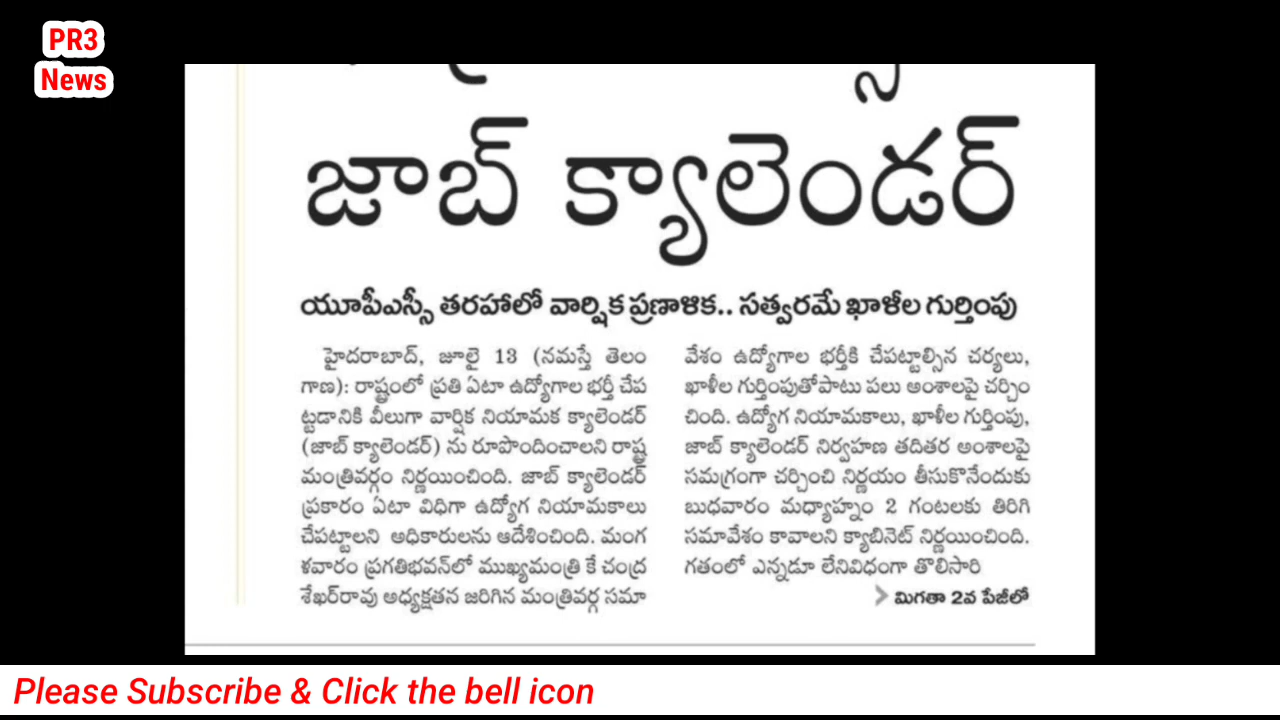 PR3
News
జాబ్ క్యాలెండర్
యూపీఎస్సీ తరహాలో వార్షిక ప్రణాళిక.. సత్వరమే ఖాళీల గుర్తింపు
హైదరాబాద్, జూలై 13 (నమస్తే తెలం
గాణ): రాష్ట్రంలో ప్రతి ఏటా ఉద్యోగాల భర్తీ చేప
ట్టడానికి వీలుగా వార్షిక నియామక క్యాలెండర్
(జాబ్ క్యాలెండర్) ను రూపొందించాలని రాష్ట్ర
మంత్రివర్గం నిర్ణయించింది. జాబ్ క్యాలెండర్
ప్రకారం ఏటా విధిగా ఉద్యోగ నియామకాలు
చేపట్టాలని అధికారులను ఆదేశించింది. మంగ
ళవారం ప్రగతిభవన్‌లో ముఖ్యమంత్రి కే చంద్ర
శేఖర్‌రావు అధ్యక్షతన జరిగిన మంత్రివర్గ సమా
వేశం ఉద్యోగాల భర్తీకి చేపట్టాల్సిన చర్యలు,
ఖాళీల గుర్తింపుతోపాటు పలు అంశాలపై చర్చిం
చింది. ఉద్యోగ నియామకాలు, ఖాళీల గుర్తింపు,
జాబ్ క్యాలెండర్ నిర్వహణ తదితర అంశాలపై
సమగ్రంగా చర్చించి నిర్ణయం తీసుకొనేందుకు
బుధవారం మధ్యాహ్నం 2 గంటలకు తిరిగి
సమావేశం కావాలని క్యాబినెట్ నిర్ణయించింది.
గతంలో ఎన్నడూ లేనివిధంగా తొలిసారి
మిగతా 2వ పేజీలో
Please Subscribe & Click the bell icon